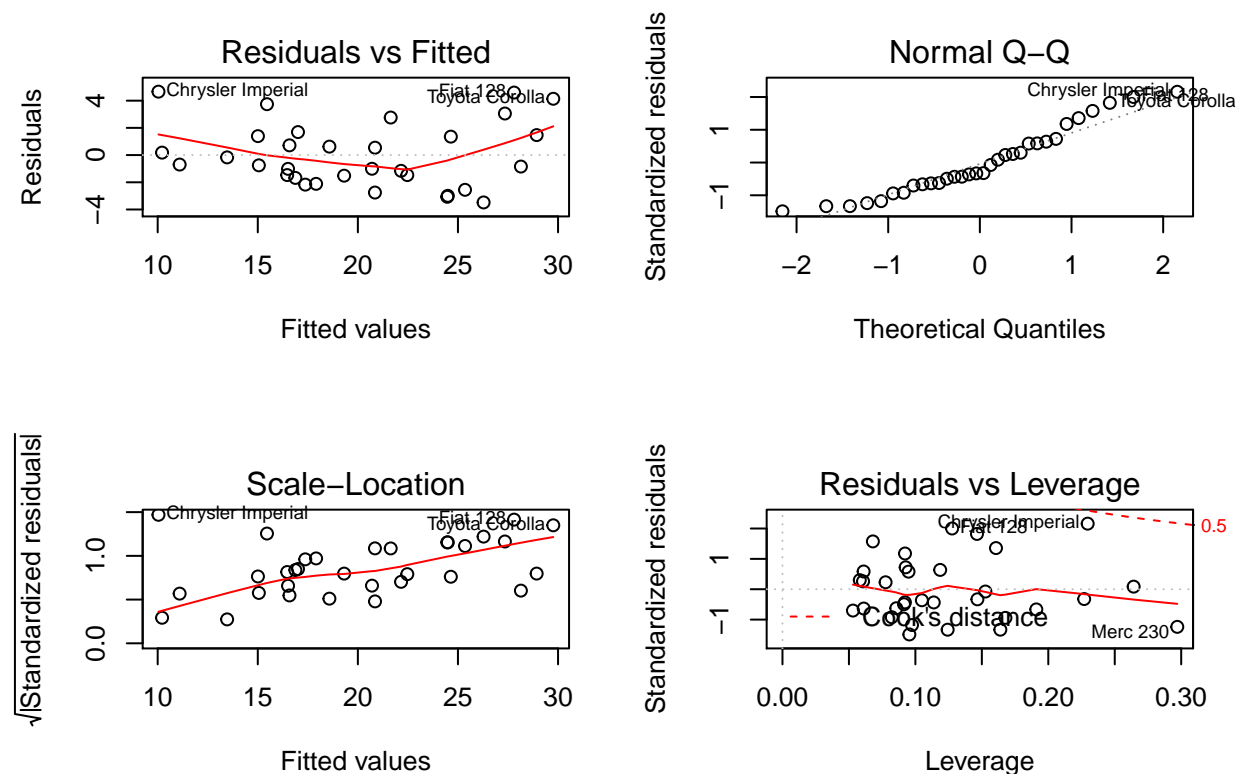 Residuals vs Fitted
Residuals
4
0
−4
Chrysler Imperial
Fiat 128
Toyota Corolla
10 15 20 25 30
Fitted values
Normal Q−Q
Standardized residuals
1
−1
Chrysler Imperial
Fiat 128
Toyota Corolla
−2 −1 0 1 2
Theoretical Quantiles
Scale−Location
√|Standardized residuals|
1.0
0.0
Chrysler Imperial
Fiat 128
Toyota Corolla
10 15 20 25 30
Fitted values
Residuals vs Leverage
Standardized residuals
1
−1
Chrysler Imperial
Fiat 128
0.5
Cook's distance
Merc 230
0.00 0.10 0.20 0.30
Leverage